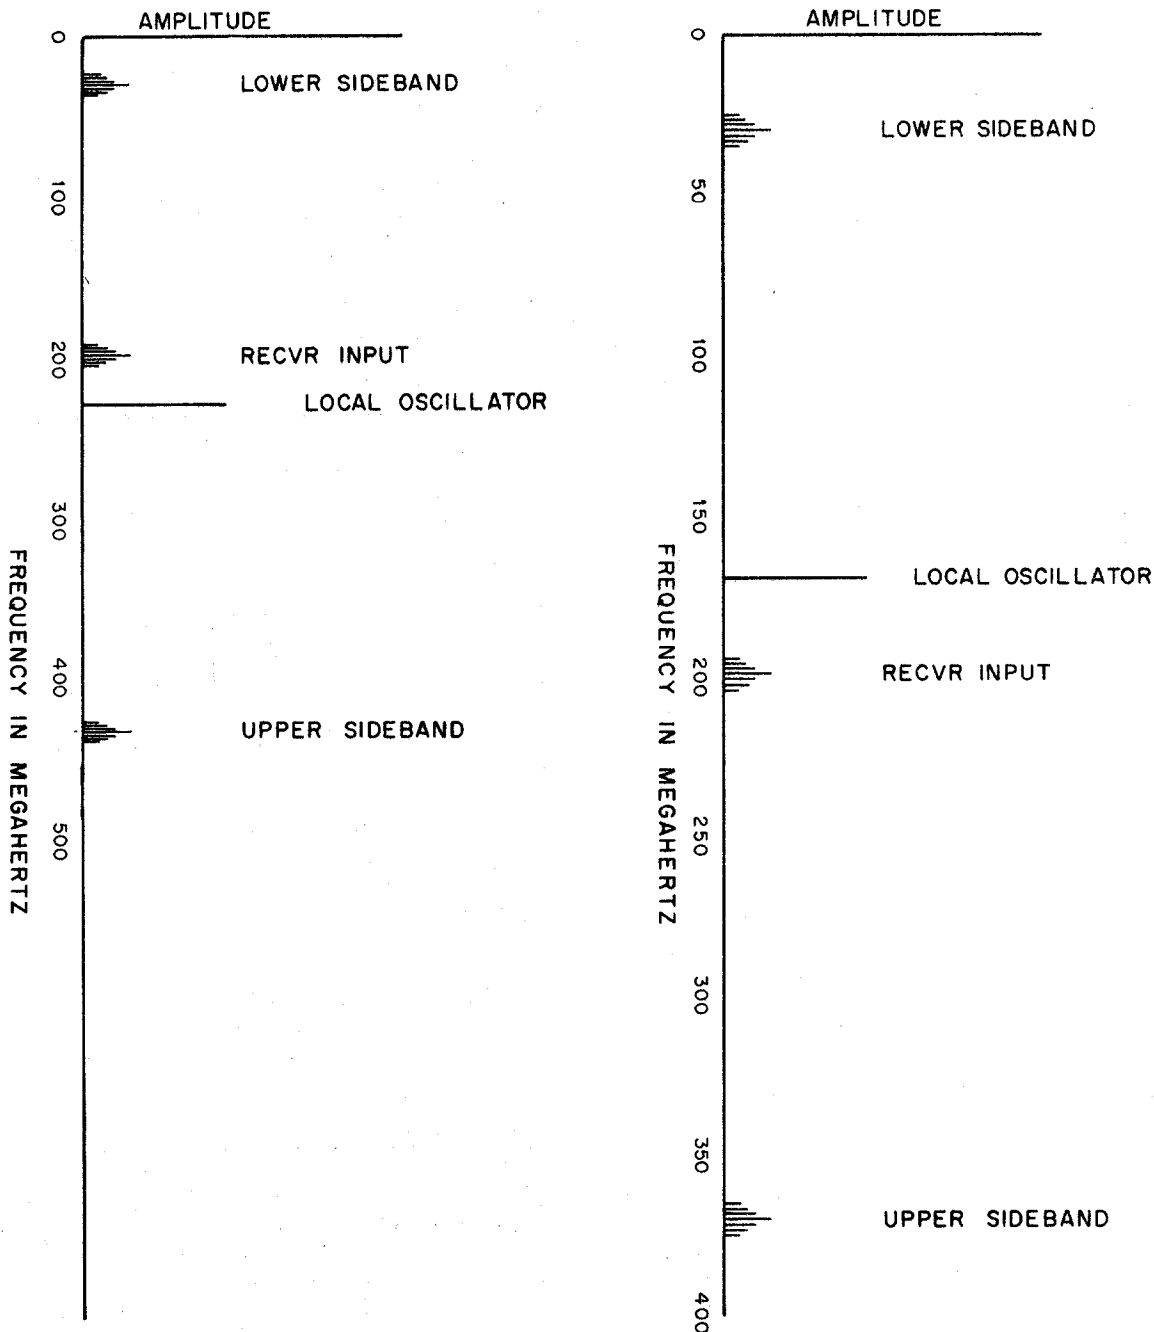 AMPLITUDE
0
LOWER SIDEBAND
100
200
RECVR INPUT
LOCAL OSCILLATOR
300
400
UPPER SIDEBAND
500
FREQUENCY IN MEGAHERTZ
AMPLITUDE
0
LOWER SIDEBAND
50
100
150
LOCAL OSCILLATOR
200
RECVR INPUT
250
300
350
UPPER SIDEBAND
400
FREQUENCY IN MEGAHERTZ